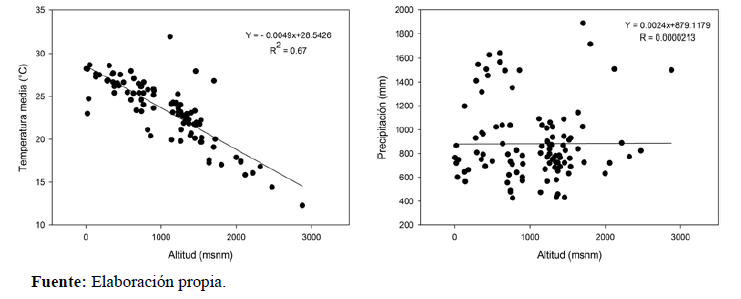 Y = - 0.0049x+28.5426
R2 = 0.67
Temperatura media (°C)
35
30
25
20
15
10
0
1000
2000
3000
Altitud (msnm)
Y = 0.0024x+879.1179
R = 0.0000213
Precipitación (mm)
2000
1800
1600
1400
1200
1000
800
600
400
200
0
1000
2000
3000
Altitud (msnm)
Fuente: Elaboración propia.